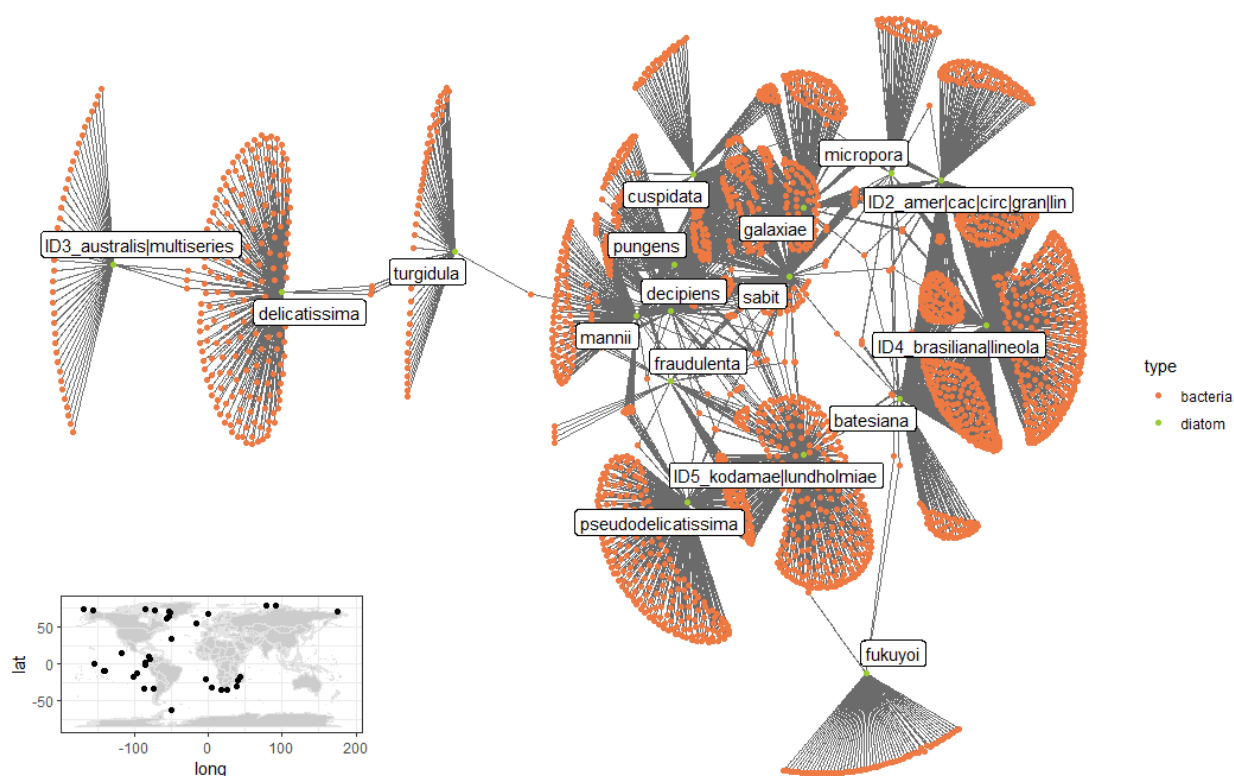 micropora
cuspidata
ID2_amer|cac|circ|gran|lin
galaxiae
ID3_australis|multiseries
pungens
turgidula
decipiens
sabit
delicatissima
mannii
ID4_brasiliana|lineola
fraudulenta
type
bacteria
diatom
batesiana
ID5_kodamae|lundholmiae
pseudodelicatissima
fukuyoi
50
0
-50
lat
-100
0
100
200
long